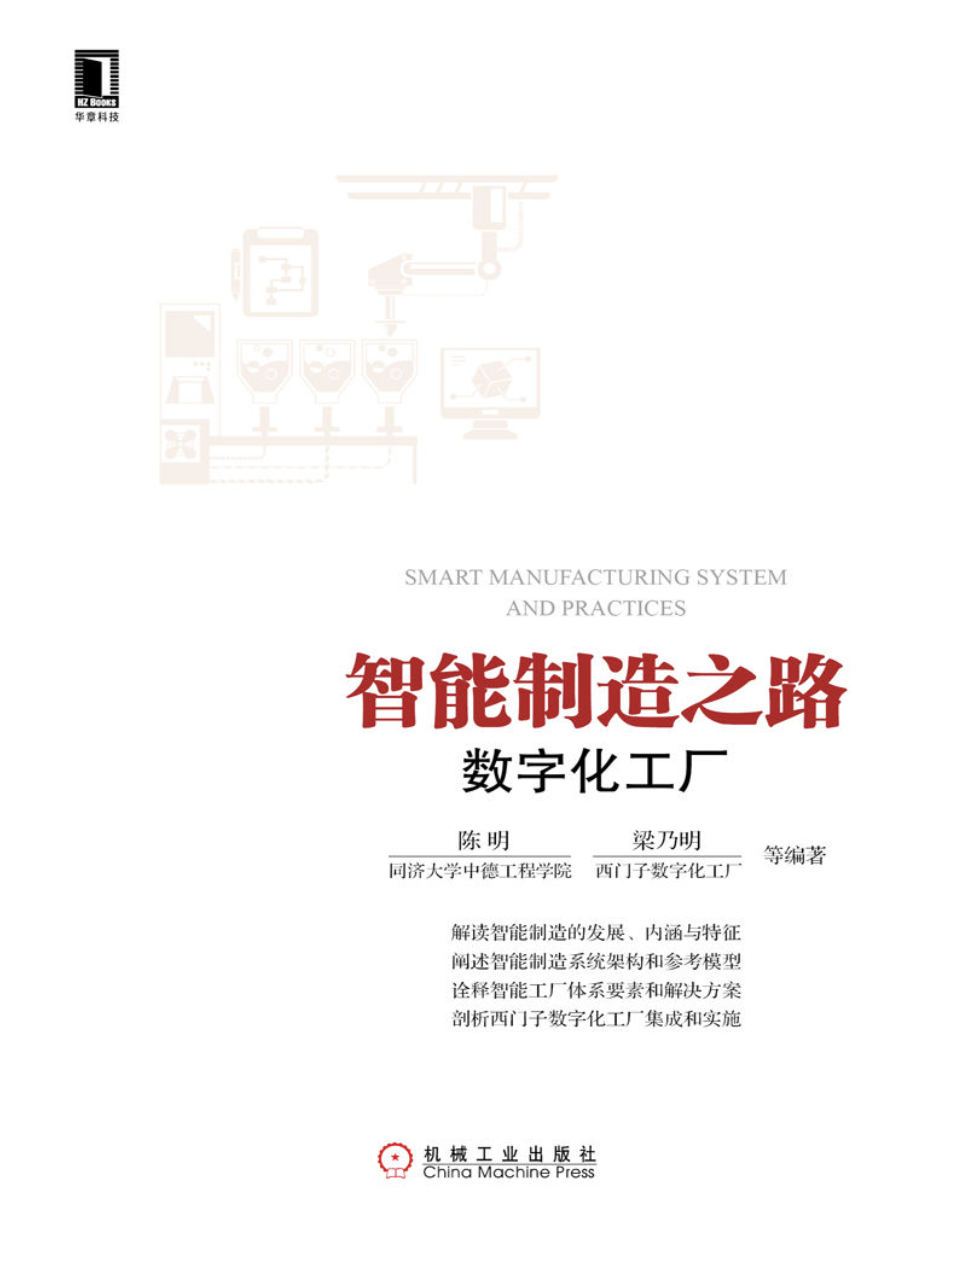 HZ BOOKS
华章科技
SMART MANUFACTURING SYSTEM
AND PRACTICES
智能制造之路
数字化工厂
陈 明 梁乃明 等编著
同济大学中德工程学院 西门子数字化工厂
解读智能制造的发展、内涵与特征
阐述智能制造系统架构和参考模型
诠释智能工厂体系要素和解决方案
剖析西门子数字化工厂集成和实施
机械工业出版社
China Machine Press